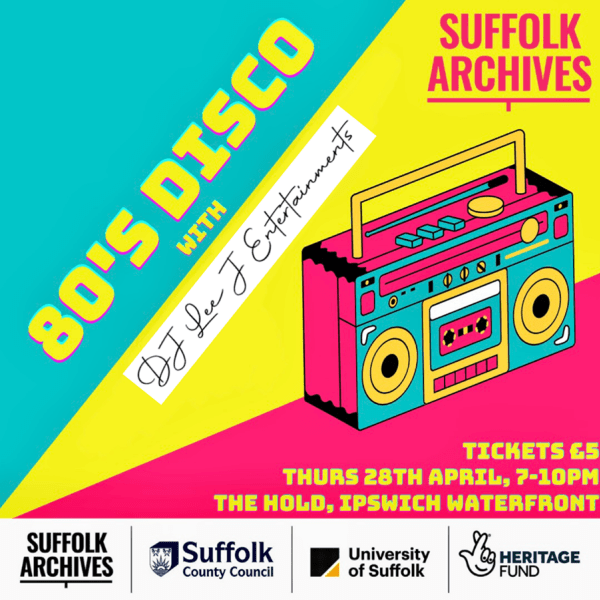 SUFFOLK
ARCHIVES
80'S DISCO
WITH
DJ Lee J Entertainments
TICKETS £5
THURS 28TH APRIL, 7-10PM
THE HOLD, IPSWICH WATERFRONT
SUFFOLK
ARCHIVES
Suffolk
County Council
University
of Suffolk
HERITAGE
FUND